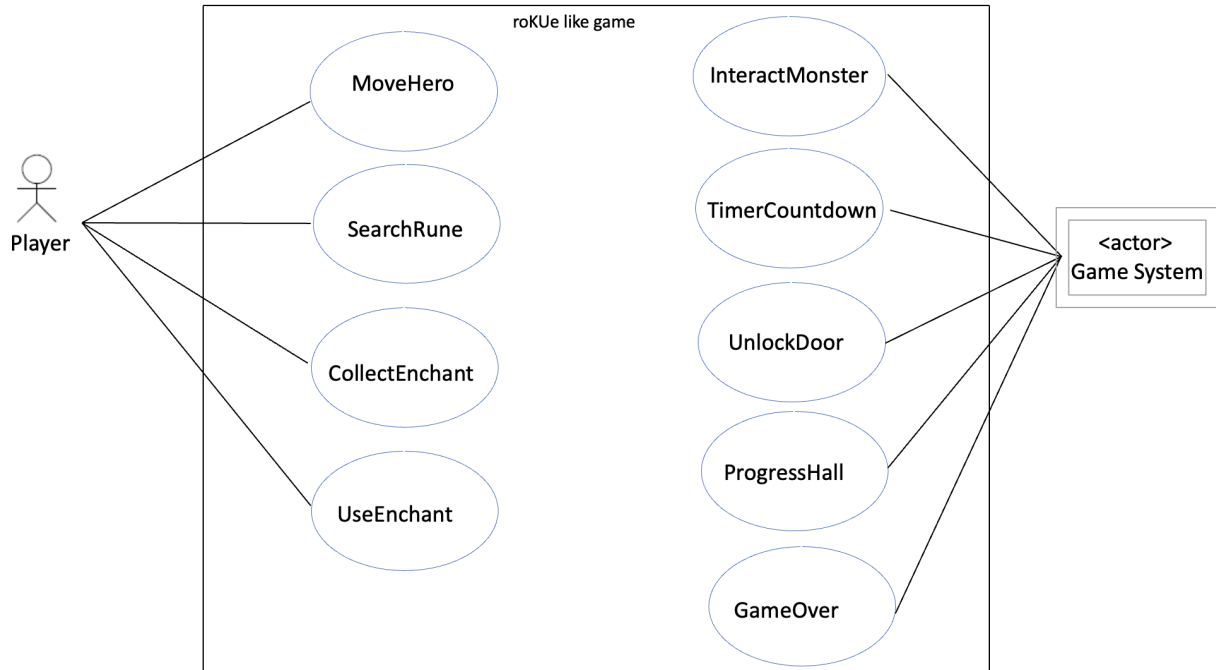 roKUe like game
MoveHero
InteractMonster
TimerCountdown
SearchRune
Player
<actor>
Game System
UnlockDoor
CollectEnchant
ProgressHall
UseEnchant
GameOver